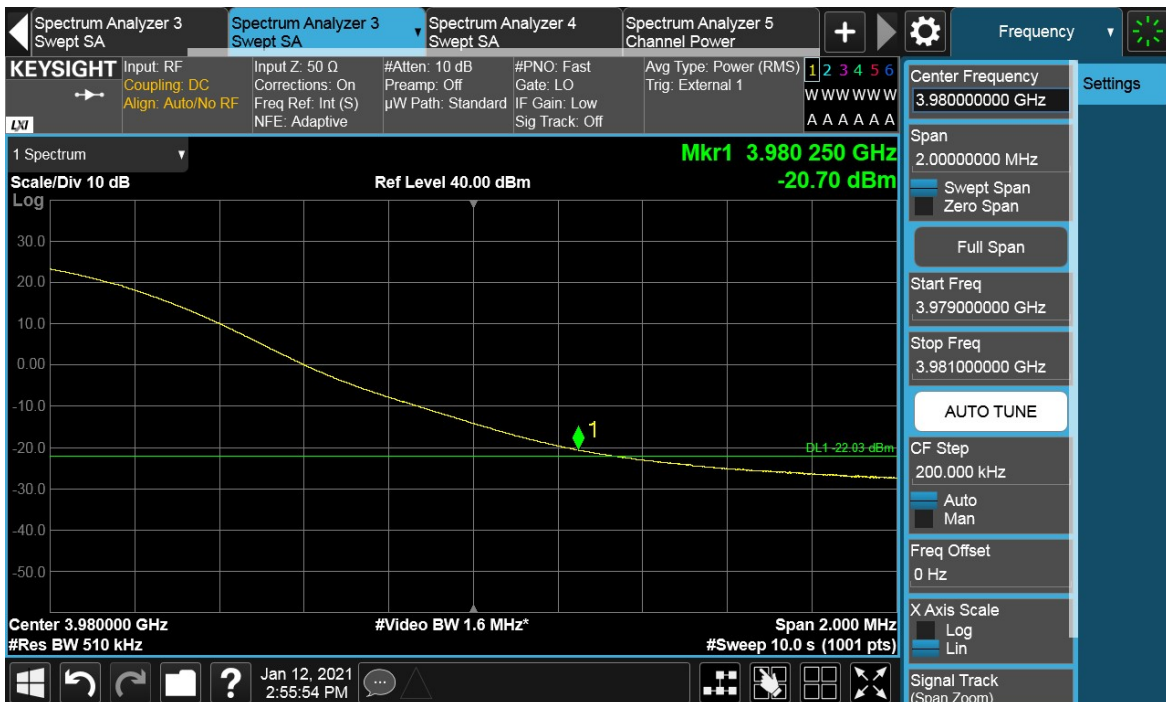 Spectrum Analyzer 3
Swept SA
Spectrum Analyzer 3
Swept SA
Spectrum Analyzer 4
Swept SA
Spectrum Analyzer 5
Channel Power
+
Frequency
KEYSIGHT
LXI
Input: RF
Coupling: DC
Align: Auto/No RF
Input Z: 50 Ω
Corrections: On
Freq Ref: Int (S)
NFE: Adaptive
#Atten: 10 dB
Preamp: Off
µW Path: Standard
#PNO: Fast
Gate: LO
IF Gain: Low
Sig Track: Off
Avg Type: Power (RMS)
Trig: External 1
1 2 3 4 5 6
W W W W W W
A A A A A A
1 Spectrum
Scale/Div 10 dB
Log
Ref Level 40.00 dBm
Mkr1 3.980 250 GHz
-20.70 dBm
30.0
20.0
10.0
0.00
-10.0
-20.0
-30.0
-40.0
-50.0
1
DL1 -22.03 dBm
Center 3.980000 GHz
#Res BW 510 kHz
#Video BW 1.6 MHz*
Span 2.000 MHz
#Sweep 10.0 s (1001 pts)
Center Frequency
3.980000000 GHz
Span
2.00000000 MHz
Swept Span
Zero Span
Full Span
Start Freq
3.979000000 GHz
Stop Freq
3.981000000 GHz
AUTO TUNE
CF Step
200.000 kHz
Auto
Man
Freq Offset
0 Hz
X Axis Scale
Log
Lin
Signal Track
(Span Zoom)
Settings
?
Jan 12, 2021
2:55:54 PM